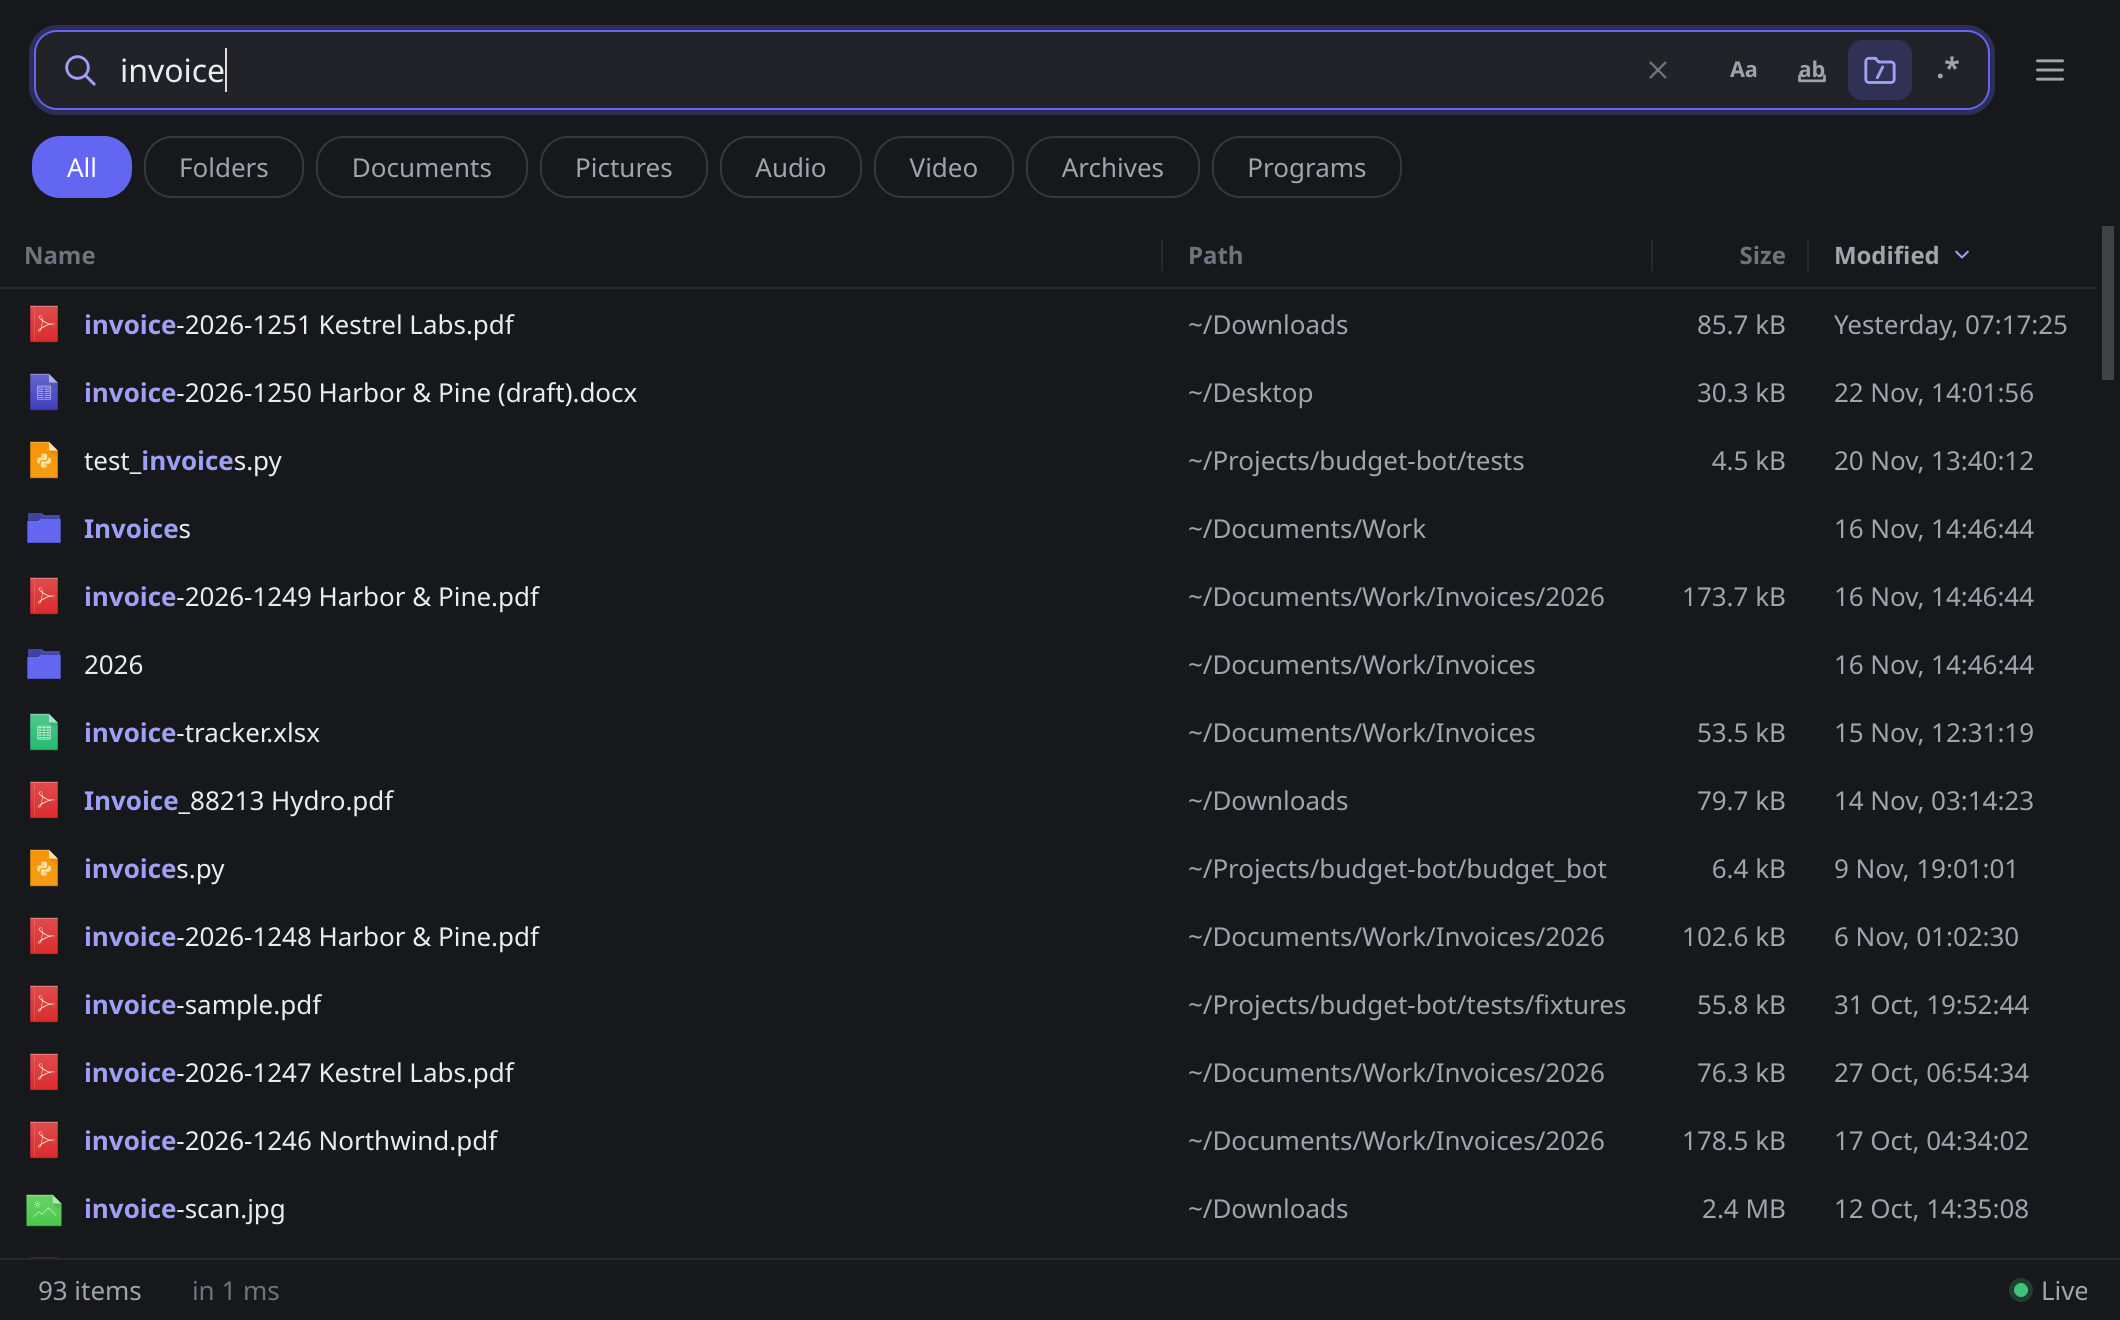 invoice Aa ab .*
All Folders Documents Pictures Audio Video Archives Programs
Name Path Size Modified
invoice-2026-1251 Kestrel Labs.pdf ~/Downloads 85.7 kB Yesterday, 07:17:25
invoice-2026-1250 Harbor & Pine (draft).docx ~/Desktop 30.3 kB 22 Nov, 14:01:56
test_invoices.py ~/Projects/budget-bot/tests 4.5 kB 20 Nov, 13:40:12
Invoices ~/Documents/Work 16 Nov, 14:46:44
invoice-2026-1249 Harbor & Pine.pdf ~/Documents/Work/Invoices/2026 173.7 kB 16 Nov, 14:46:44
2026 ~/Documents/Work/Invoices 16 Nov, 14:46:44
invoice-tracker.xlsx ~/Documents/Work/Invoices 53.5 kB 15 Nov, 12:31:19
Invoice_88213 Hydro.pdf ~/Downloads 79.7 kB 14 Nov, 03:14:23
invoices.py ~/Projects/budget-bot/budget_bot 6.4 kB 9 Nov, 19:01:01
invoice-2026-1248 Harbor & Pine.pdf ~/Documents/Work/Invoices/2026 102.6 kB 6 Nov, 01:02:30
invoice-sample.pdf ~/Projects/budget-bot/tests/fixtures 55.8 kB 31 Oct, 19:52:44
invoice-2026-1247 Kestrel Labs.pdf ~/Documents/Work/Invoices/2026 76.3 kB 27 Oct, 06:54:34
invoice-2026-1246 Northwind.pdf ~/Documents/Work/Invoices/2026 178.5 kB 17 Oct, 04:34:02
invoice-scan.jpg ~/Downloads 2.4 MB 12 Oct, 14:35:08
93 items in 1 ms Live